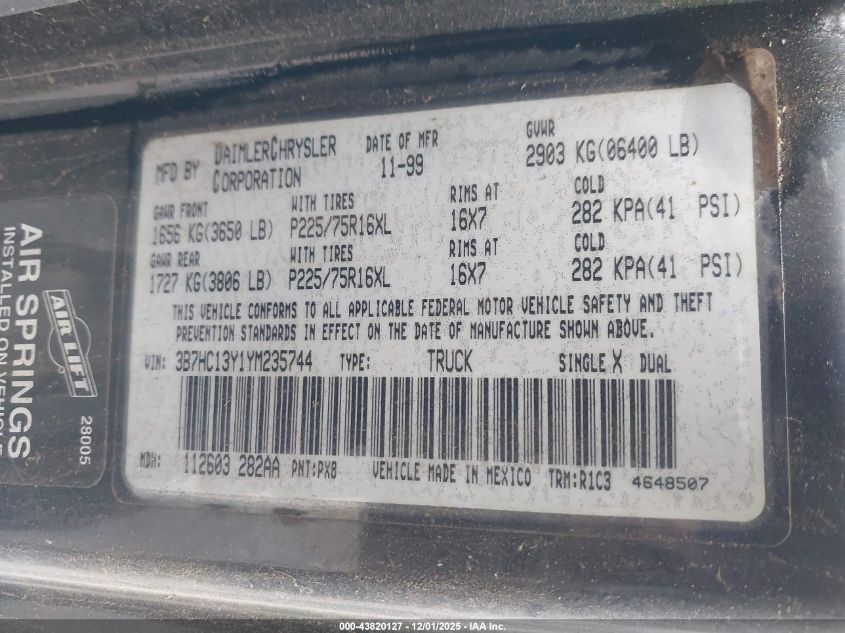 MFD BY DAIMLERCHRYSLER CORPORATION
DATE OF MFR 11-99
GVWR 2903 KG(06400 LB)
GAWR FRONT WITH TIRES RIMS AT COLD
1656 KG(3650 LB) P225/75R16XL 16X7 282 KPA(41 PSI)
GAWR REAR WITH TIRES RIMS AT COLD
1727 KG(3806 LB) P225/75R16XL 16X7 282 KPA(41 PSI)
THIS VEHICLE CONFORMS TO ALL APPLICABLE FEDERAL MOTOR VEHICLE SAFETY AND THEFT
PREVENTION STANDARDS IN EFFECT ON THE DATE OF MANUFACTURE SHOWN ABOVE.
VIN: 3B7HC13Y1YM235744 TYPE: TRUCK SINGLE X DUAL
MDH: 112603 282AA PNT:PX8 VEHICLE MADE IN MEXICO TRM:R1C3 4648507
AIR SPRINGS
INSTALLED ON VEHICLE
AIR LIFT
28005
000-43820127 - 12/01/2025 - IAA Inc.